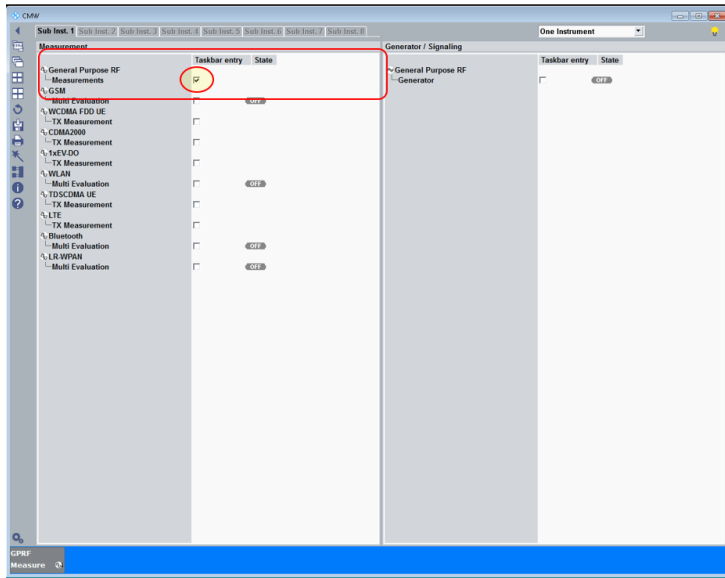 CMW
Sub Inst. 1 Sub Inst. 2 Sub Inst. 3 Sub Inst. 4 Sub Inst. 5 Sub Inst. 6 Sub Inst. 7 Sub Inst. 8
One Instrument
Measurement
Taskbar entry State
General Purpose RF
Measurements
GSM
Multi Evaluation OFF
WCDMA FDD UE
TX Measurement
CDMA2000
TX Measurement
1xEV-DO
TX Measurement
WLAN
Multi Evaluation OFF
TDSCDMA UE
TX Measurement
LTE
TX Measurement
Bluetooth
Multi Evaluation OFF
LR-WPAN
Multi Evaluation OFF
Generator / Signaling
Taskbar entry State
General Purpose RF
Generator OFF
GPRF
Measure